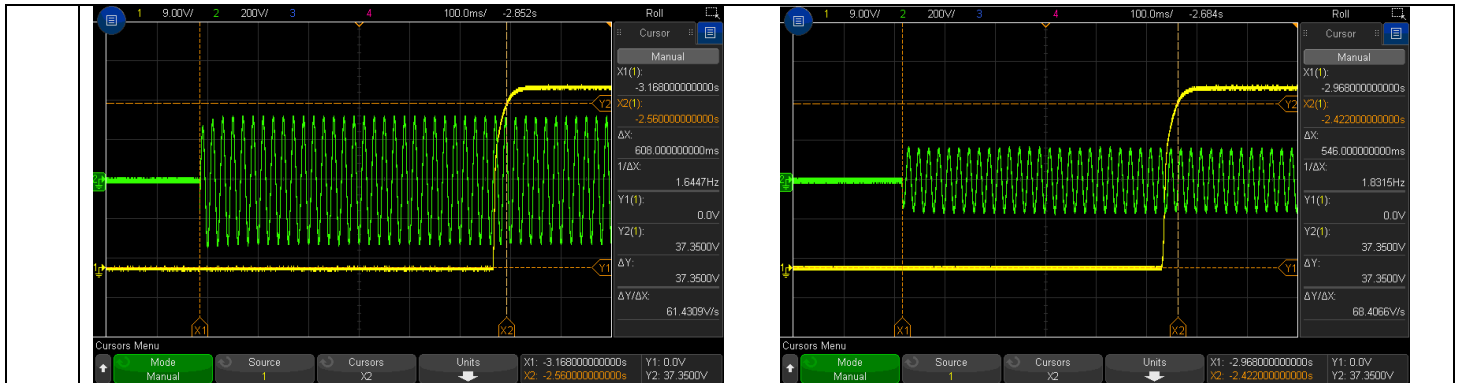 1 9.00V/ 2 200V/ 3 4 100.0ms/ -2.852s Roll
Cursor
Manual
X1(1):
-3.168000000000s
X2(1):
-2.560000000000s
ΔX:
608.000000000ms
1/ΔX:
1.6447Hz
Y1(1):
0.0V
Y2(1):
37.3500V
ΔY:
37.3500V
ΔY/ΔX:
61.4309V/s
Y2
Y1
X1 X2
2
1
Cursors Menu
Mode Source Cursors Units X1: -3.168000000000s Y1: 0.0V
Manual 1 X2 X2: -2.560000000000s Y2: 37.3500V
1 9.00V/ 2 200V/ 3 4 100.0ms/ -2.684s Roll
Cursor
Manual
X1(1):
-2.968000000000s
X2(1):
-2.422000000000s
ΔX:
546.000000000ms
1/ΔX:
1.8315Hz
Y1(1):
0.0V
Y2(1):
37.3500V
ΔY:
37.3500V
ΔY/ΔX:
68.4066V/s
Y2
Y1
X1 X2
2
1
Cursors Menu
Mode Source Cursors Units X1: -2.968000000000s Y1: 0.0V
Manual 1 X2 X2: -2.422000000000s Y2: 37.3500V